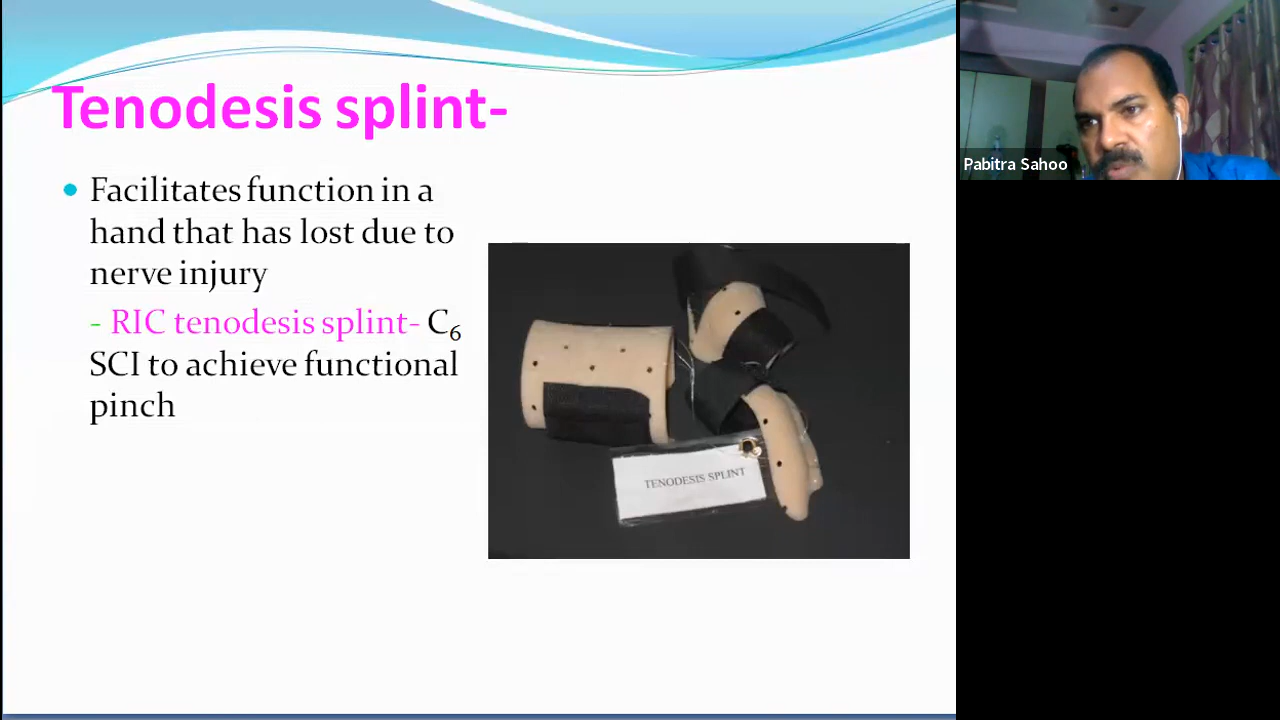 Tenodesis splint-
Facilitates function in a
hand that has lost due to
nerve injury
- RIC tenodesis splint- C₆
SCI to achieve functional
pinch
TENODESIS SPLINT
Pabitra Sahoo